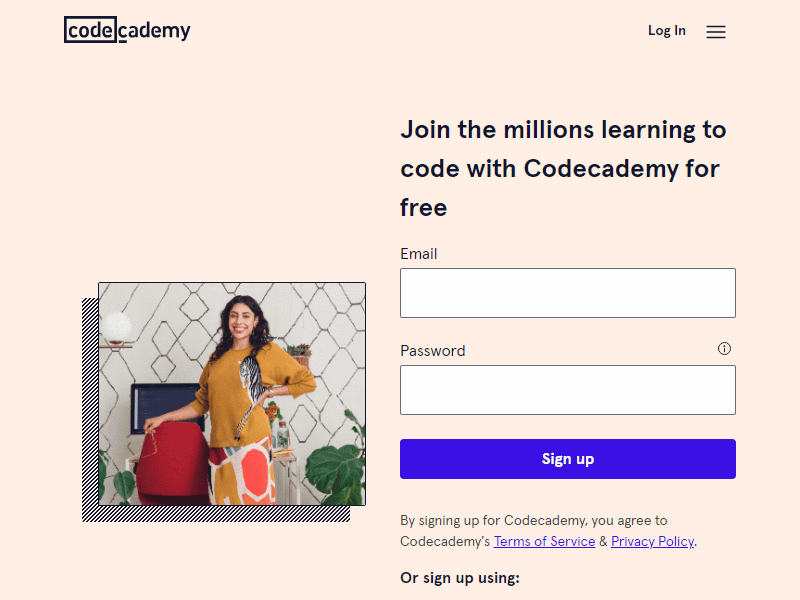 codecademy
Log In
Join the millions learning to
code with Codecademy for
free
Email
Password
Sign up
By signing up for Codecademy, you agree to
Codecademy's Terms of Service & Privacy Policy.
Or sign up using: